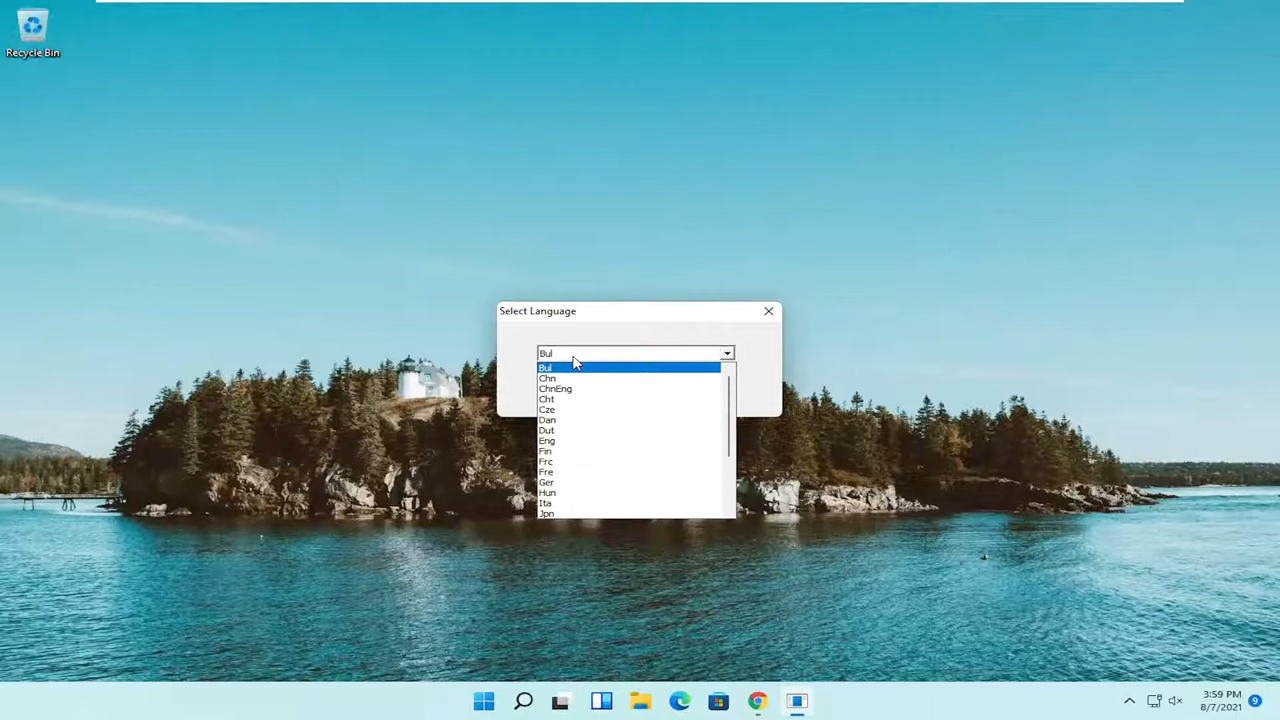 Recycle Bin
Select Language
Bul
Bul
Chn
ChnEng
Cht
Cze
Dan
Dut
Eng
Fin
Frc
Fre
Ger
Hun
Ita
Jpn
3:59 PM
8/7/2021
9